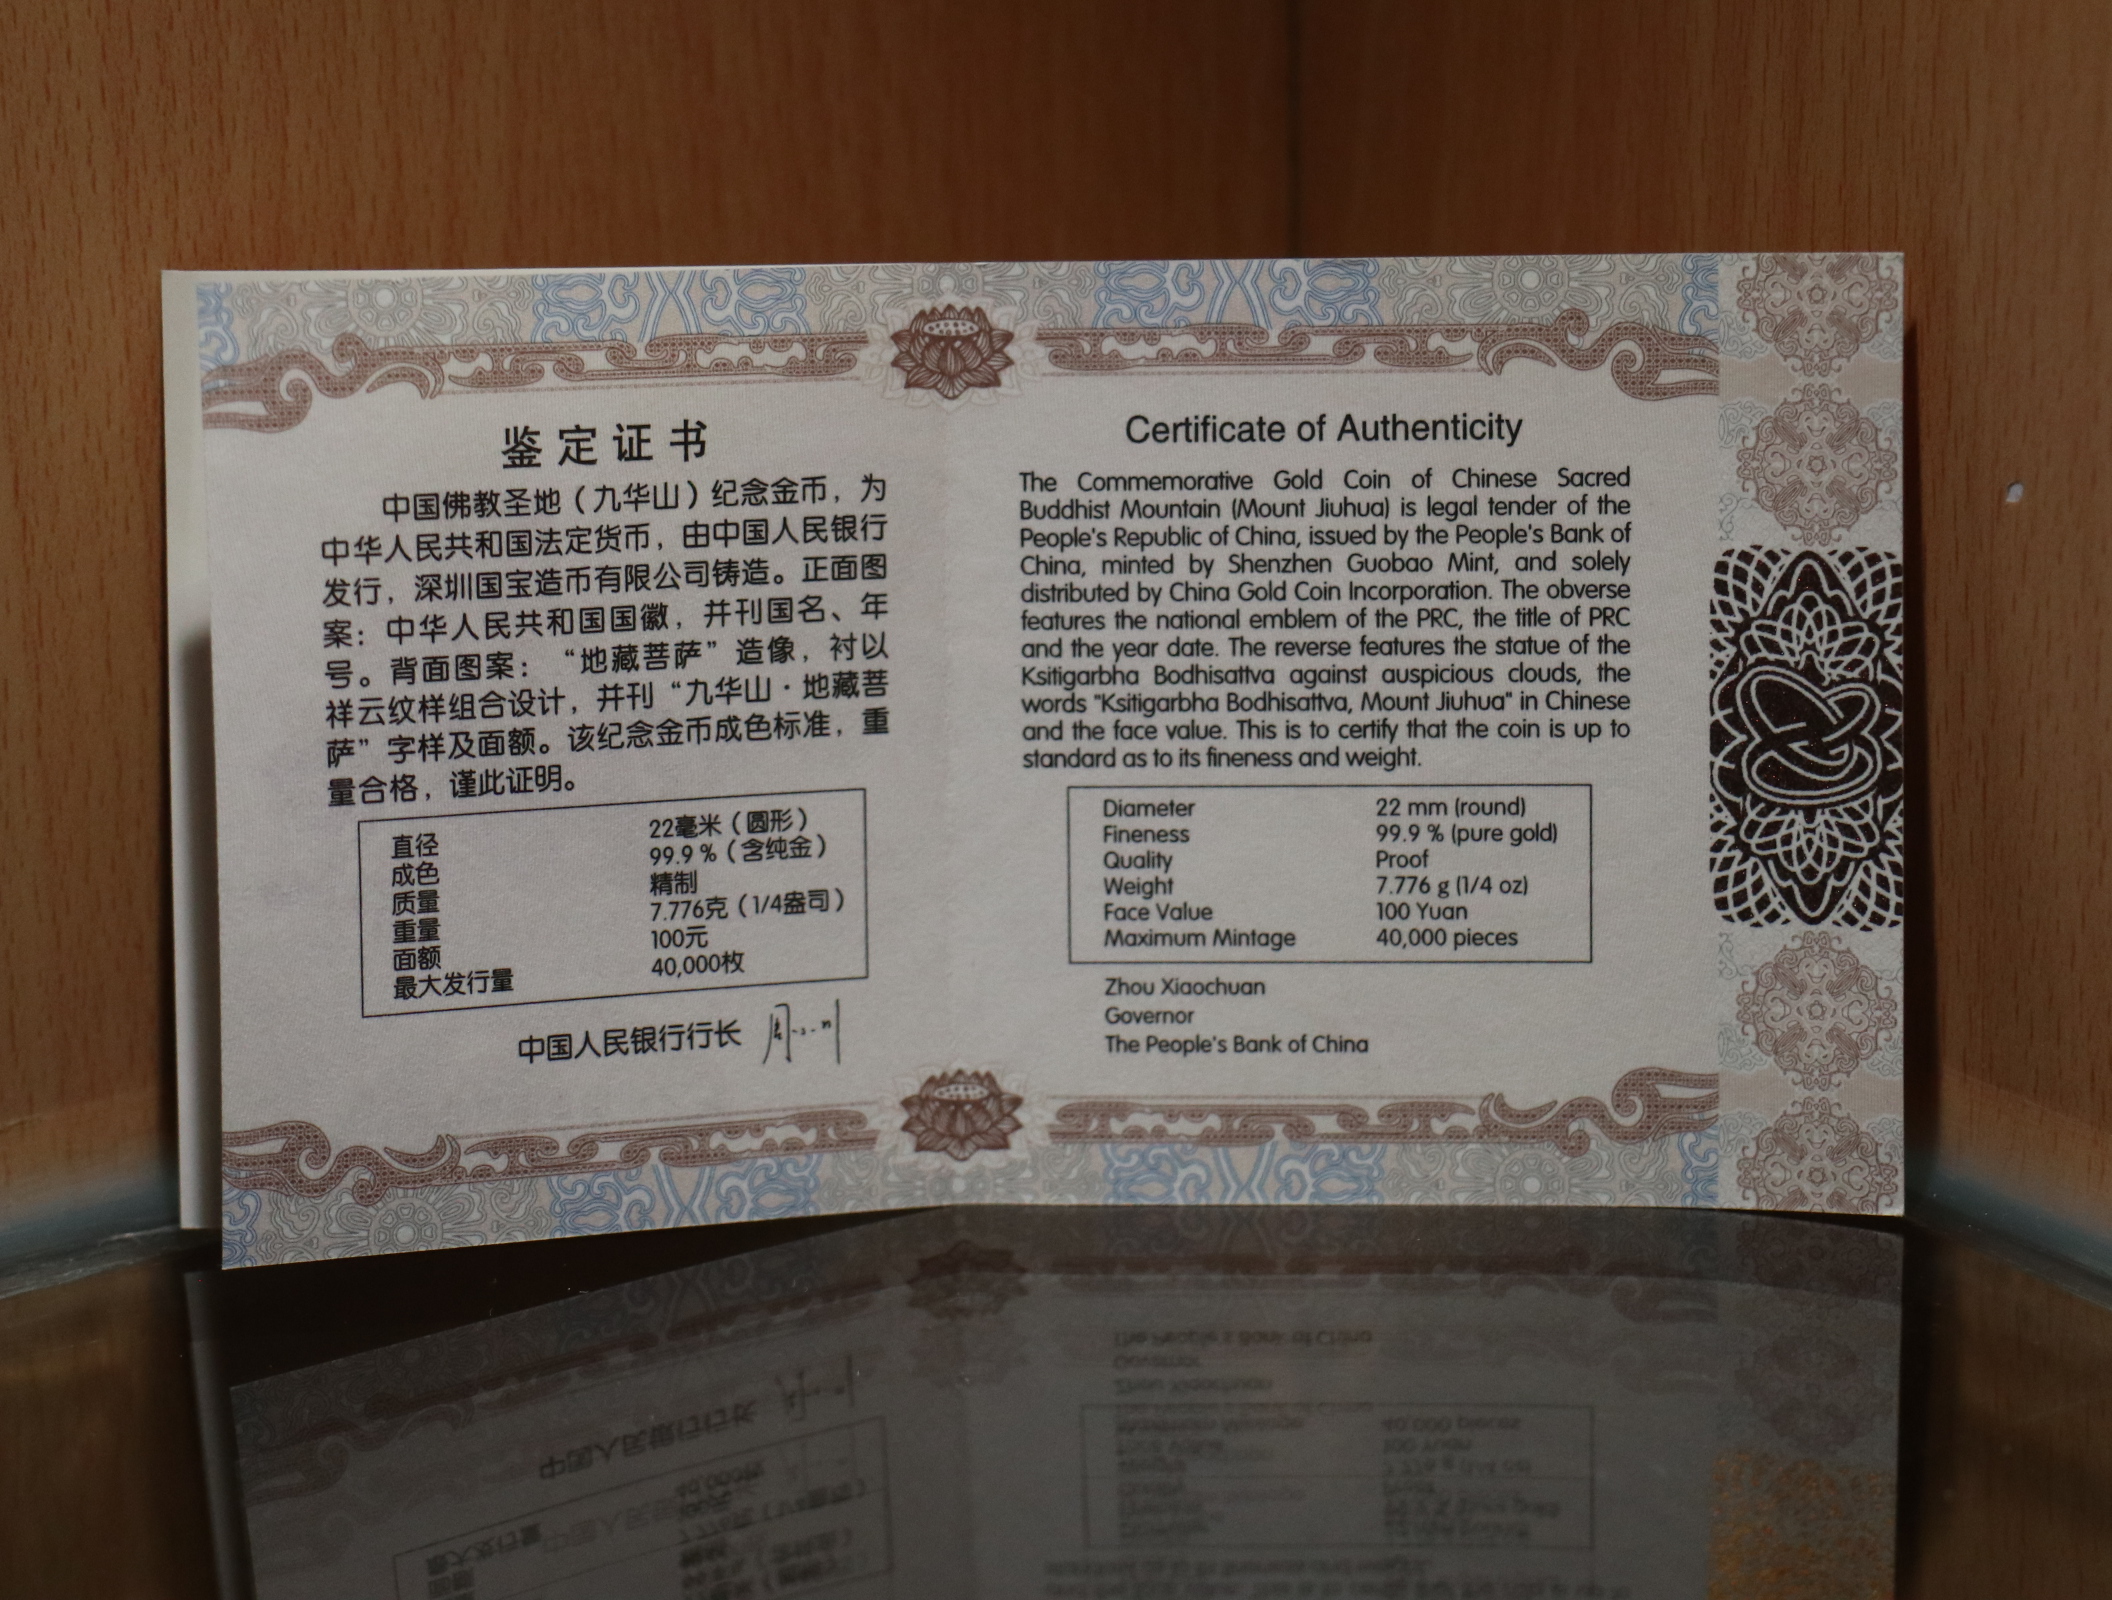 鉴定证书
中国佛教圣地（九华山）纪念金币，为
中华人民共和国法定货币，由中国人民银行
发行，深圳国宝造币有限公司铸造。正面图
案：中华人民共和国国徽，并刊国名、年
号。背面图案：“地藏菩萨”造像，衬以
祥云纹样组合设计，并刊“九华山·地藏菩
萨”字样及面额。该纪念金币成色标准，重
量合格，谨此证明。
直径 22毫米（圆形）
成色 99.9%（含纯金）
质量 精制
重量 7.776克（1/4盎司）
面额 100元
最大发行量 40,000枚
中国人民银行行长
Certificate of Authenticity
The Commemorative Gold Coin of Chinese Sacred
Buddhist Mountain (Mount Jiuhua) is legal tender of the
People's Republic of China, issued by the People's Bank of
China, minted by Shenzhen Guobao Mint, and solely
distributed by China Gold Coin Incorporation. The obverse
features the national emblem of the PRC, the title of PRC
and the year date. The reverse features the statue of the
Ksitigarbha Bodhisattva against auspicious clouds, the
words "Ksitigarbha Bodhisattva, Mount Jiuhua" in Chinese
and the face value. This is to certify that the coin is up to
standard as to its fineness and weight.
Diameter 22 mm (round)
Fineness 99.9 % (pure gold)
Quality Proof
Weight 7.776 g (1/4 oz)
Face Value 100 Yuan
Maximum Mintage 40,000 pieces
Zhou Xiaochuan
Governor
The People's Bank of China